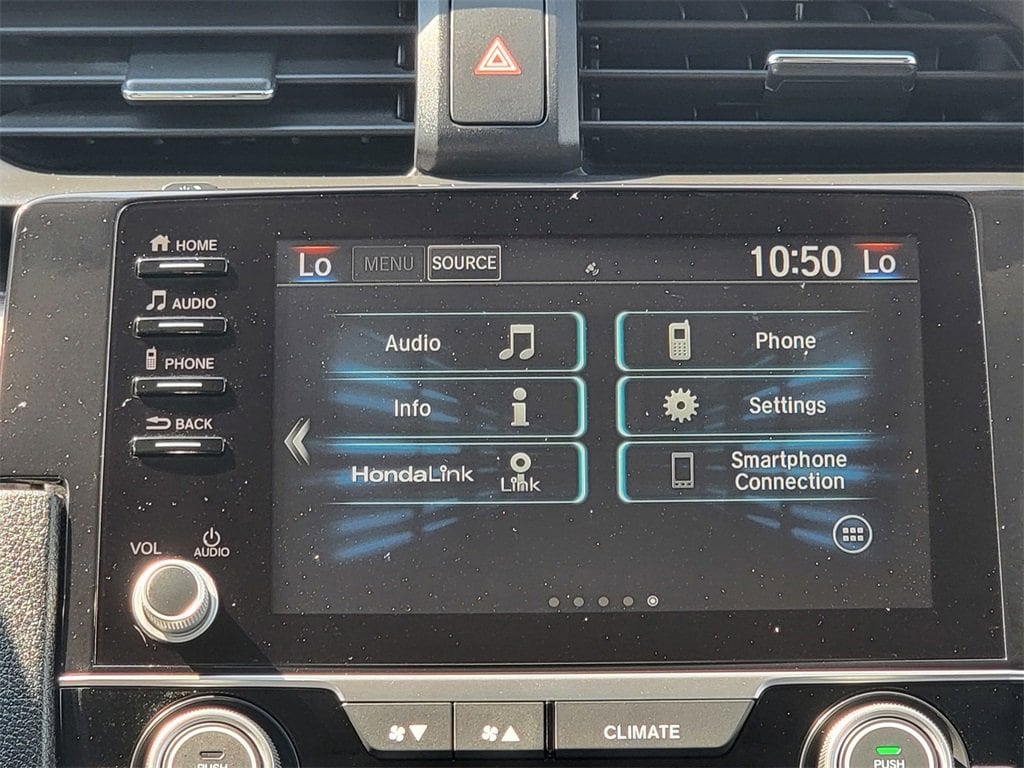 HOME
AUDIO
PHONE
BACK
VOL
AUDIO
Lo MENU SOURCE 10:50 Lo
Audio Phone
Info Settings
HondaLink Link Smartphone
Connection
CLIMATE
PUSH PUSH